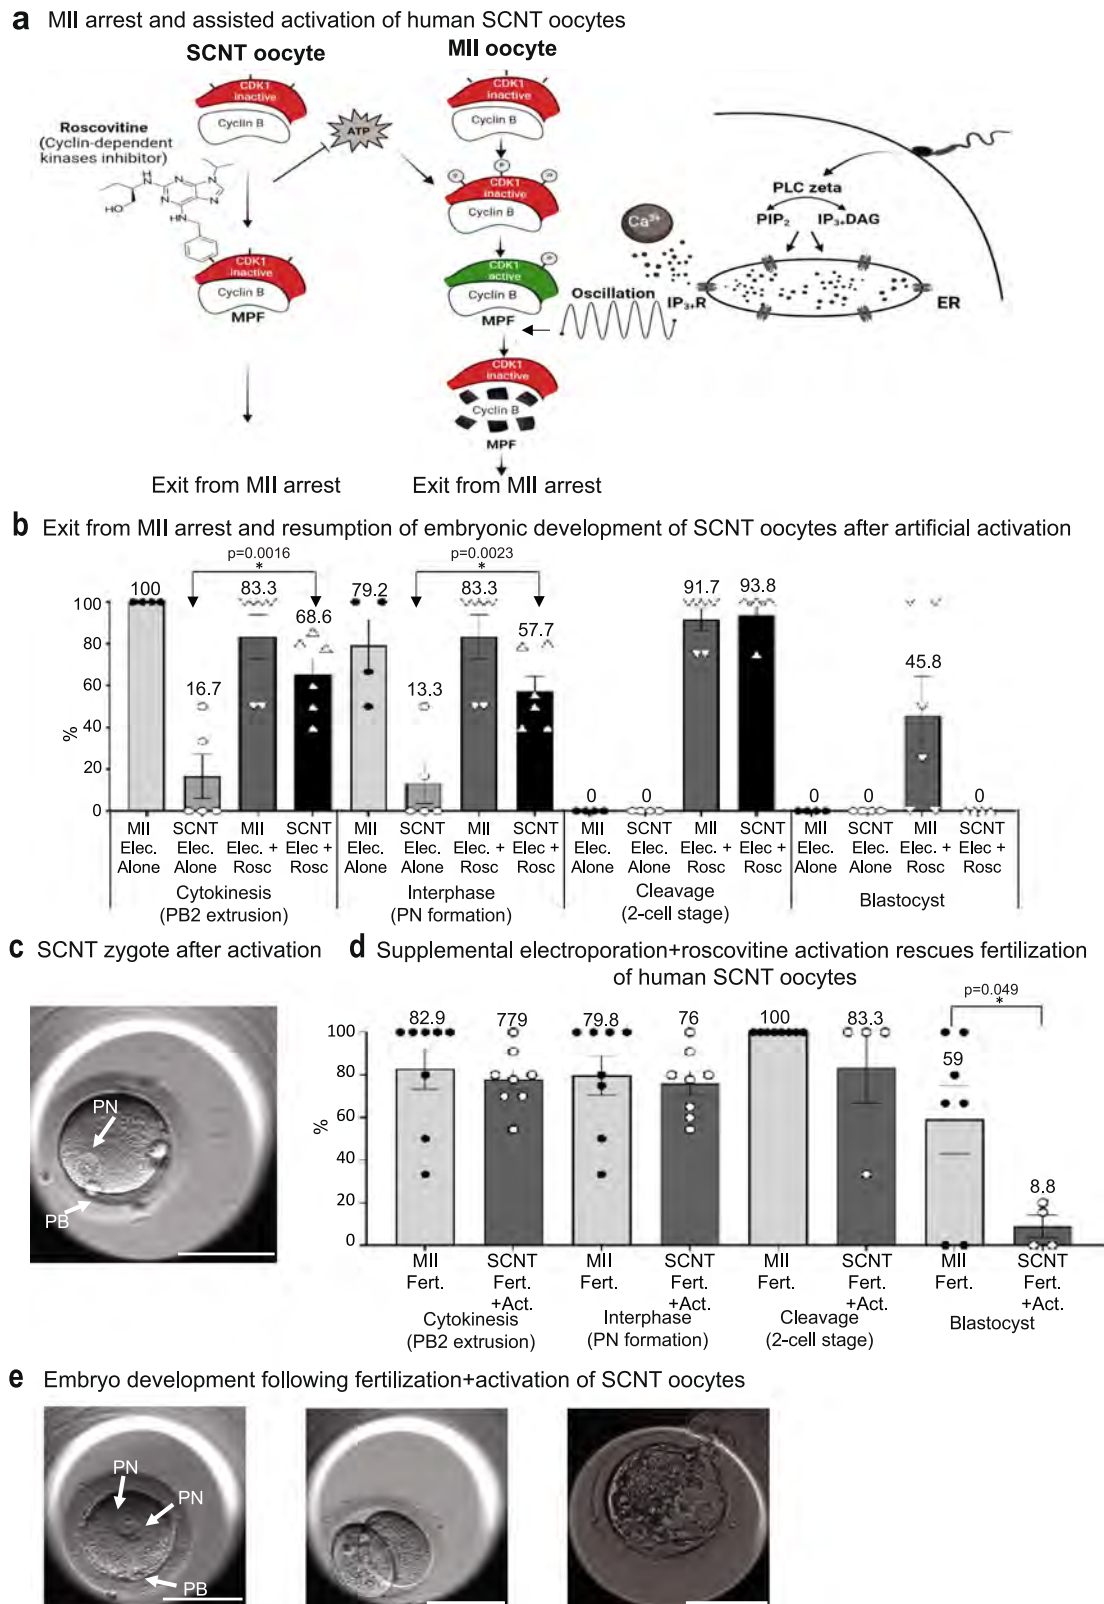 a MII arrest and assisted activation of human SCNT oocytes
SCNT oocyte
MII oocyte
CDK1
inactive
Cyclin B
Roscovitine
(Cyclin-dependent
kinases inhibitor)
N
N
N
N
H
N
HO
HN
CDK1
inactive
Cyclin B
MPF
Exit from MII arrest
ATP
CDK1
inactive
Cyclin B
P
P
P
CDK1
inactive
Cyclin B
P
CDK1
active
Cyclin B
MPF
CDK1
inactive
Cyclin B
MPF
Exit from MII arrest
Oscillation
Ca²⁺
IP₃₊R
PLC zeta
PIP₂ IP₃₊DAG
ER
b Exit from MII arrest and resumption of embryonic development of SCNT oocytes after artificial activation
p=0.0016
*
p=0.0023
*
100 16.7 83.3 68.6 79.2 13.3 83.3 57.7 0 0 91.7 93.8 0 0 45.8 0
%
100
80
60
40
20
0
MII SCNT MII SCNT MII SCNT MII SCNT MII SCNT MII SCNT MII SCNT MII SCNT
Elec. Elec. Elec. + Elec + Elec. Elec. Elec. + Elec + Elec. Elec. Elec. + Elec + Elec. Elec. Elec. + Elec +
Alone Alone Rosc Rosc Alone Alone Rosc Rosc Alone Alone Rosc Rosc Alone Alone Rosc Rosc
Cytokinesis
(PB2 extrusion)
Interphase
(PN formation)
Cleavage
(2-cell stage)
Blastocyst
c SCNT zygote after activation
PN
PB
d Supplemental electroporation+roscovitine activation rescues fertilization
of human SCNT oocytes
p=0.049
*
82.9 779 79.8 76 100 83.3 59 8.8
%
100
80
60
40
20
0
MII SCNT MII SCNT MII SCNT MII SCNT
Fert. Fert. Fert. Fert. Fert. Fert. Fert. Fert.
+Act. +Act. +Act. +Act.
Cytokinesis
(PB2 extrusion)
Interphase
(PN formation)
Cleavage
(2-cell stage)
Blastocyst
e Embryo development following fertilization+activation of SCNT oocytes
PN
PN
PB